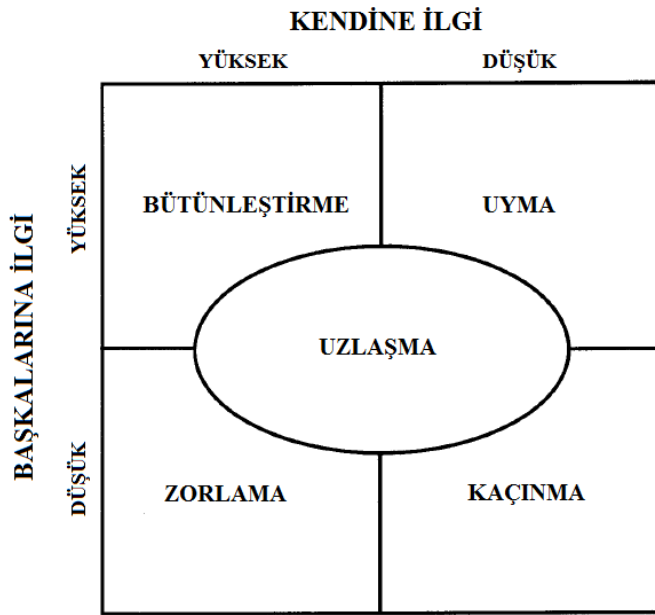 KENDİNE İLGİ
YÜKSEK
DÜŞÜK
BAŞKALARINA İLGİ
YÜKSEK
BÜTÜNLEŞTİRME
UYMA
UZLAŞMA
DÜŞÜK
ZORLAMA
KAÇINMA